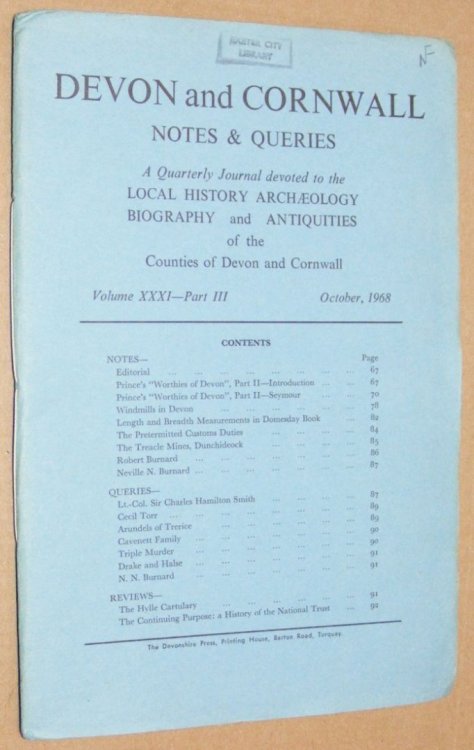 EXETER CITY
LIBRARY
NF
DEVON and CORNWALL
NOTES & QUERIES
A Quarterly Journal devoted to the
LOCAL HISTORY ARCHÆOLOGY
BIOGRAPHY and ANTIQUITIES
of the
Counties of Devon and Cornwall
Volume XXXI—Part III October, 1968
CONTENTS
NOTES— Page
Editorial ... ... ... ... ... ... ... 67
Prince's "Worthies of Devon", Part II—Introduction ... ... 67
Prince's "Worthies of Devon", Part II—Seymour ... ... 70
Windmills in Devon ... ... ... ... ... ... 78
Length and Breadth Measurements in Domesday Book ... 82
The Pretermitted Customs Duties ... ... ... ... 84
The Treacle Mines, Dunchideock ... ... ... ... 85
Robert Burnard ... ... ... ... ... ... 86
Neville N. Burnard ... ... ... ... ... ... 87
QUERIES—
Lt.-Col. Sir Charles Hamilton Smith ... ... ... ... 87
Cecil Torr ... ... ... ... ... ... ... 89
Arundels of Trerice ... ... ... ... ... ... 89
Cavenett Family ... ... ... ... ... ... 90
Triple Murder ... ... ... ... ... ... 90
Drake and Halse ... ... ... ... ... ... 91
N. N. Burnard ... ... ... ... ... ... 91
REVIEWS—
The Hylle Cartulary ... ... ... ... ... ... 91
The Continuing Purpose: a History of the National Trust ... 92
The Devonshire Press, Printing House, Barton Road, Torquay.